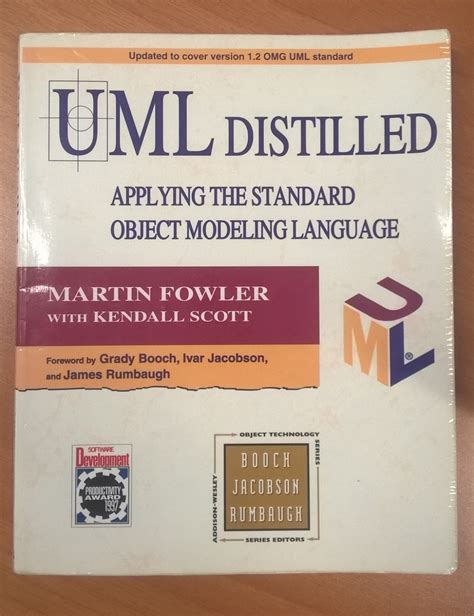 Updated to cover version 1.2 OMG UML standard
UML DISTILLED
APPLYING THE STANDARD
OBJECT MODELING LANGUAGE
MARTIN FOWLER
WITH KENDALL SCOTT
UML®
Foreword by Grady Booch, Ivar Jacobson,
and James Rumbaugh
SOFTWARE
Development
PRODUCTIVITY
AWARD
1997
OBJECT TECHNOLOGY
SERIES
BOOCH
JACOBSON
RUMBAUGH
ADDISON-WESLEY
SERIES EDITORS